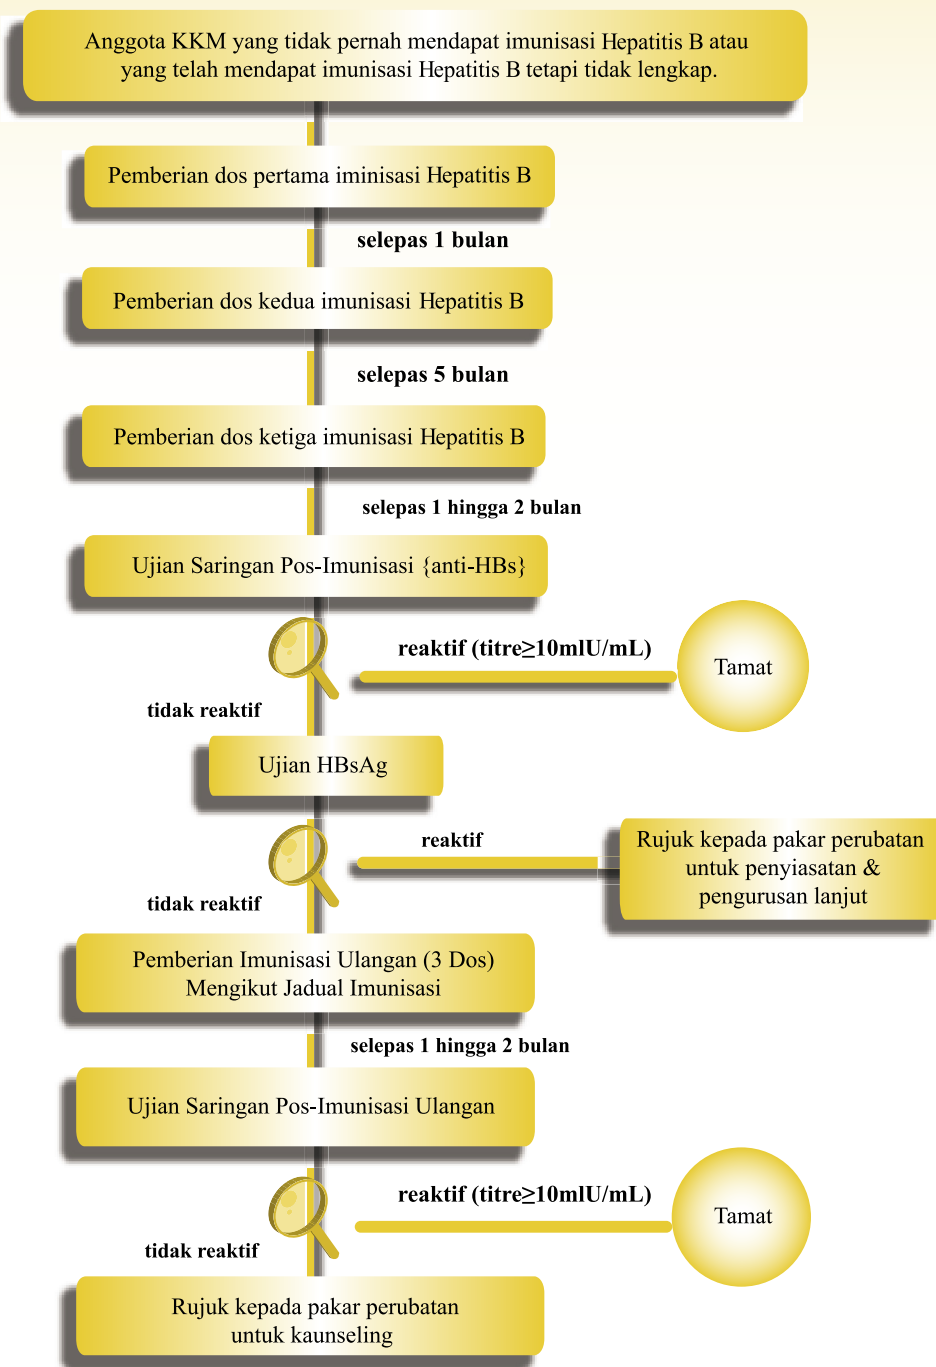 Anggota KKM yang tidak pernah mendapat imunisasi Hepatitis B atau
yang telah mendapat imunisasi Hepatitis B tetapi tidak lengkap.
Pemberian dos pertama iminisasi Hepatitis B
selepas 1 bulan
Pemberian dos kedua imunisasi Hepatitis B
selepas 5 bulan
Pemberian dos ketiga imunisasi Hepatitis B
selepas 1 hingga 2 bulan
Ujian Saringan Pos-Imunisasi {anti-HBs}
reaktif (titre≥10mlU/mL)
Tamat
tidak reaktif
Ujian HBsAg
reaktif
Rujuk kepada pakar perubatan
untuk penyiasatan &
pengurusan lanjut
tidak reaktif
Pemberian Imunisasi Ulangan (3 Dos)
Mengikut Jadual Imunisasi
selepas 1 hingga 2 bulan
Ujian Saringan Pos-Imunisasi Ulangan
reaktif (titre≥10mlU/mL)
Tamat
tidak reaktif
Rujuk kepada pakar perubatan
untuk kaunseling